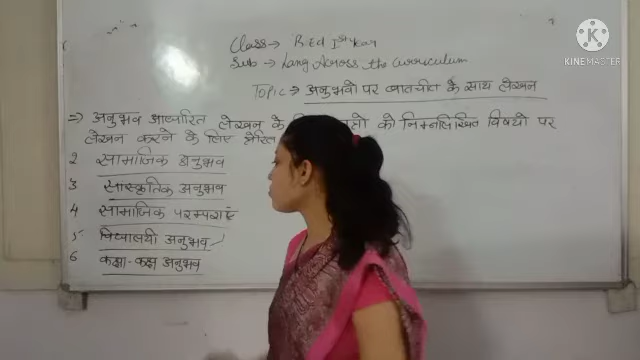 Class → B.Ed Ist year
Sub → Lang Across the Curriculum
Topic → अनुभवो पर बातचीत के साथ लेखन
⇒ अनुभव आधारित लेखन के को निम्नलिखित विषयो पर
लेखन करने के लिए
2 सामाजिक अनुभव
3 सांस्कृतिक अनुभव
4 सामाजिक परम्पराएं
5 विद्यालयी अनुभव
6 कक्षा-कक्ष अनुभव
Made with
KINEMASTER